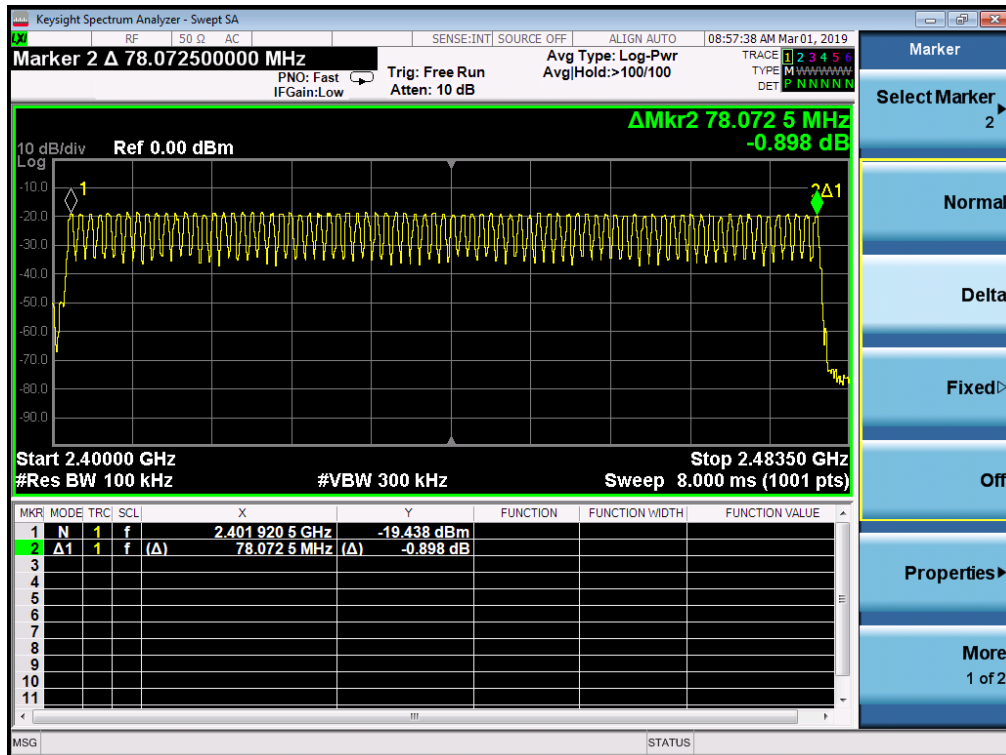 Keysight Spectrum Analyzer - Swept SA
LXI RF 50 Ω AC SENSE:INT SOURCE OFF ALIGN AUTO 08:57:38 AM Mar 01, 2019
Marker 2 Δ 78.072500000 MHz
PNO: Fast
IFGain:Low
Trig: Free Run
Atten: 10 dB
Avg Type: Log-Pwr
Avg|Hold:>100/100
TRACE 1 2 3 4 5 6
TYPE M WWWWW
DET P N N N N N
ΔMkr2 78.072 5 MHz
-0.898 dB
10 dB/div Ref 0.00 dBm
Log
1
2Δ1
-10.0
-20.0
-30.0
-40.0
-50.0
-60.0
-70.0
-80.0
-90.0
Start 2.40000 GHz Stop 2.48350 GHz
#Res BW 100 kHz #VBW 300 kHz Sweep 8.000 ms (1001 pts)
MKR MODE TRC SCL X Y FUNCTION FUNCTION WIDTH FUNCTION VALUE
1 N 1 f 2.401 920 5 GHz -19.438 dBm
2 Δ1 1 f (Δ) 78.072 5 MHz (Δ) -0.898 dB
3
4
5
6
7
8
9
10
11
MSG STATUS
Marker
Select Marker
2
Normal
Delta
Fixed
Off
Properties
More
1 of 2